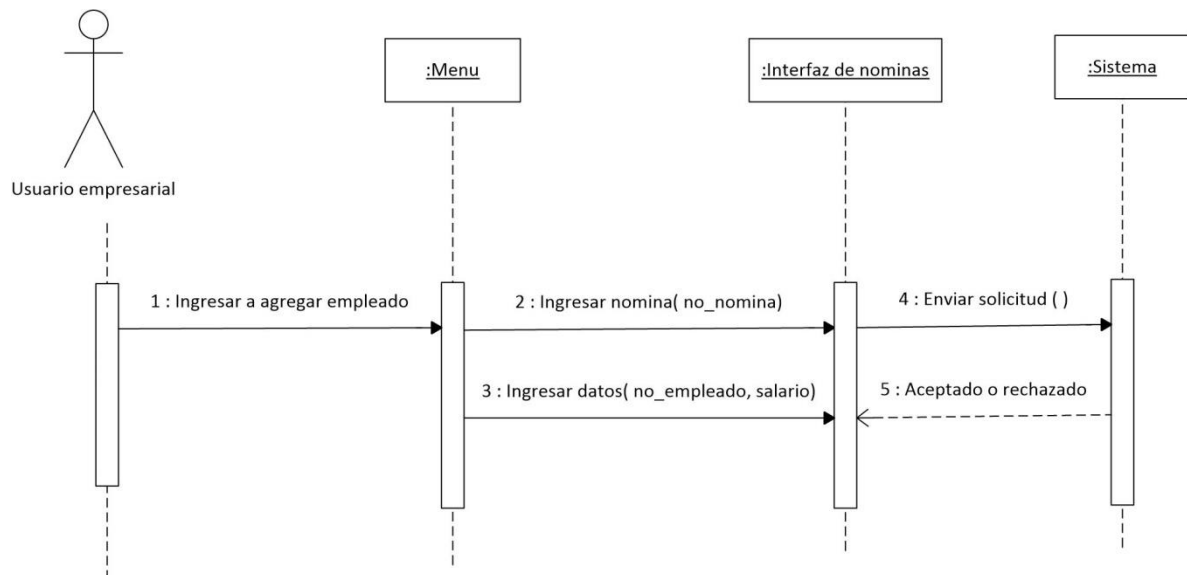 :Menu
:Interfaz de nominas
:Sistema
Usuario empresarial
1 : Ingresar a agregar empleado
2 : Ingresar nomina( no_nomina)
4 : Enviar solicitud ( )
3 : Ingresar datos( no_empleado, salario)
5 : Aceptado o rechazado